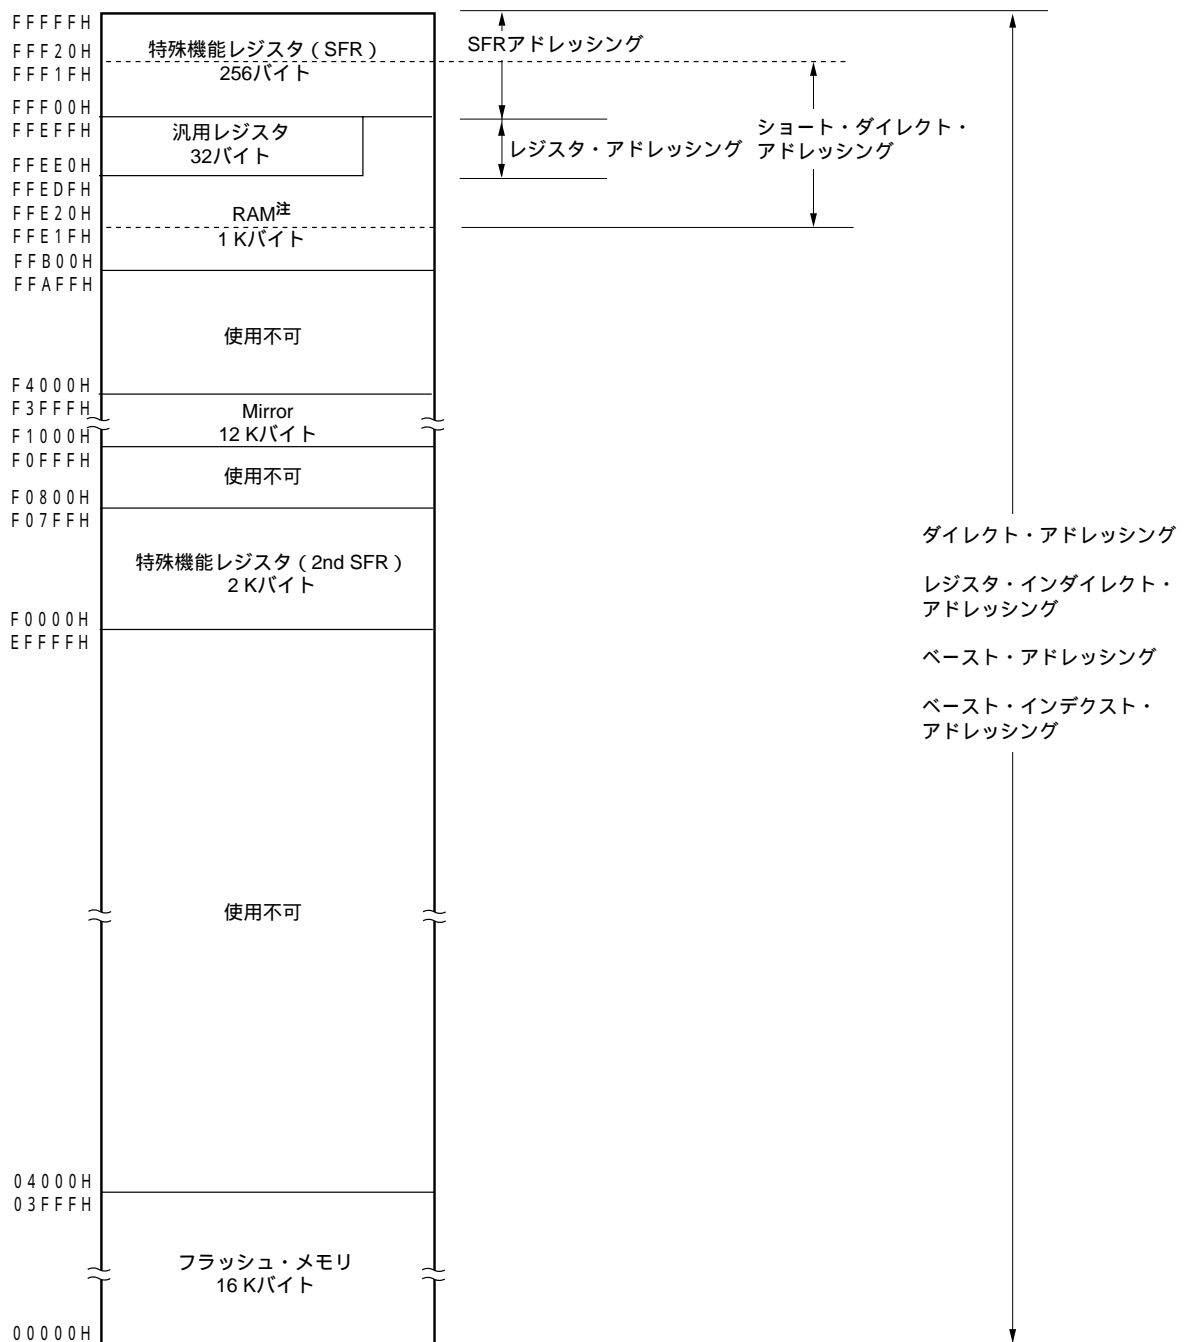 FFFFFH
FFF20H
FFF1FH
FFF00H
FFEFFH
FFEE0H
FFEDFH
FFE20H
FFE1FH
FFB00H
FFAFFH
F4000H
F3FFFH
F1000H
F0FFFH
F0800H
F07FFH
F0000H
EFFFFH
04000H
03FFFH
00000H
特殊機能レジスタ(SFR)
256バイト
汎用レジスタ
32バイト
RAM注
1 Kバイト
使用不可
Mirror
12 Kバイト
使用不可
特殊機能レジスタ(2nd SFR)
2 Kバイト
使用不可
フラッシュ・メモリ
16 Kバイト
SFRアドレッシング
レジスタ・アドレッシング
ショート・ダイレクト・
アドレッシング
ダイレクト・アドレッシング
レジスタ・インダイレクト・
アドレッシング
ベースト・アドレッシング
ベースト・インデクスト・
アドレッシング